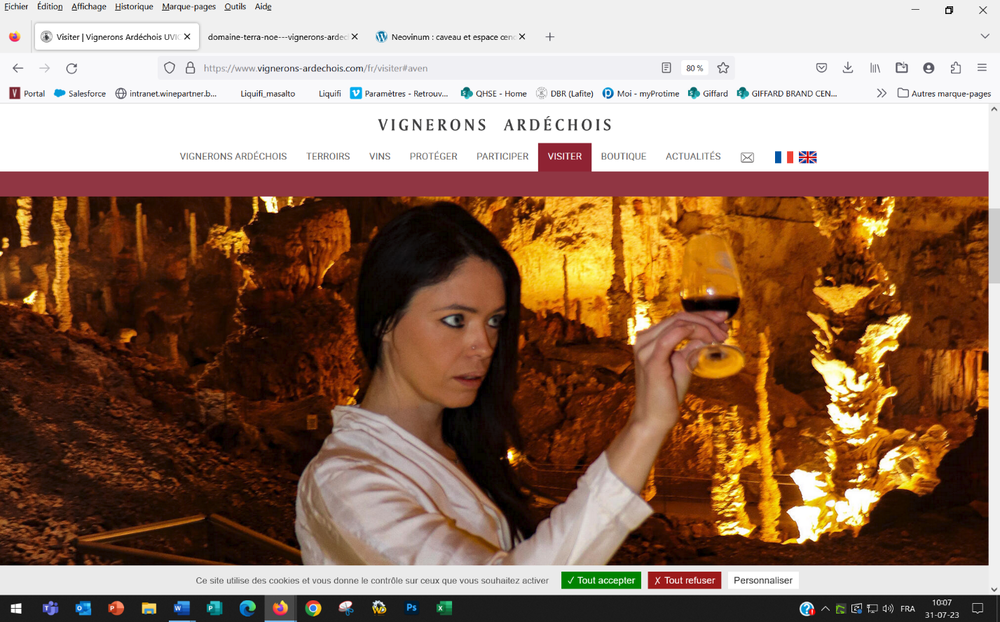 Fichier Édition Affichage Historique Marque-pages Outils Aide
Visiter | Vignerons Ardéchois UVIC domaine-terra-noe---vignerons-ardec Neovinum : caveau et espace œno
https://www.vignerons-ardechois.com/fr/visiter#aven 80 %
Portal Salesforce intranet.winepartner.b... Liquifi_masalto Liquifi Paramètres - Retrouv... QHSE - Home DBR (Lafite) Moi - myProtime Giffard GIFFARD BRAND CEN... Autres marque-pages
VIGNERONS ARDÉCHOIS
VIGNERONS ARDÉCHOIS TERROIRS VINS PROTÉGER PARTICIPER VISITER BOUTIQUE ACTUALITÉS
Ce site utilise des cookies et vous donne le contrôle sur ceux que vous souhaitez activer ✓ Tout accepter ✗ Tout refuser Personnaliser
FRA 10:07
31-07-23